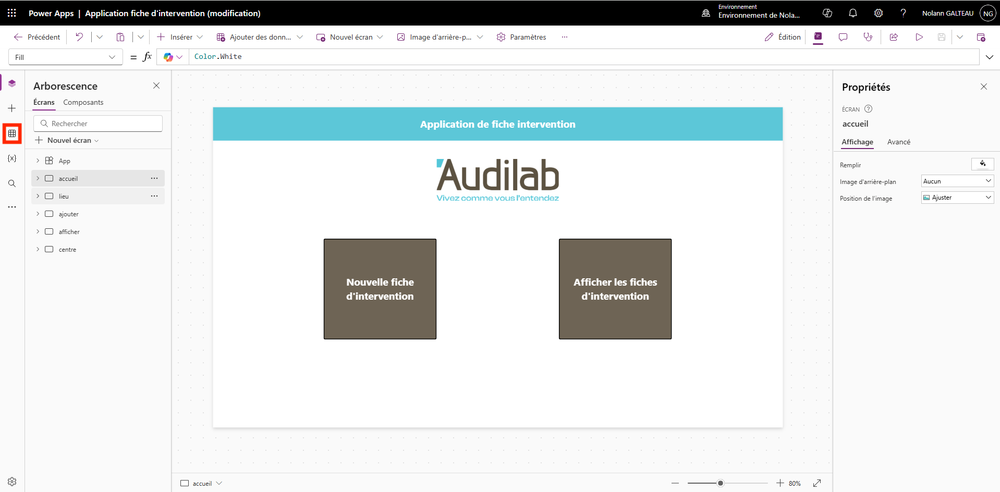 Power Apps | Application fiche d'intervention (modification)
Environnement
Environnement de Nola...
Nolann GALTEAU
NG
Précédent
Insérer
Ajouter des donn...
Nouvel écran
Image d'arrière-p...
Paramètres
...
Édition
Fill
= fx
Color.White
Arborescence
Écrans
Composants
Rechercher
Nouvel écran
App
accueil
lieu
ajouter
afficher
centre
Application de fiche intervention
'Audilab
Vivez comme vous l'entendez
Nouvelle fiche
d'intervention
Afficher les fiches
d'intervention
accueil
80%
Propriétés
ÉCRAN
accueil
Affichage
Avancé
Remplir
Image d'arrière-plan
Aucun
Position de l'image
Ajuster